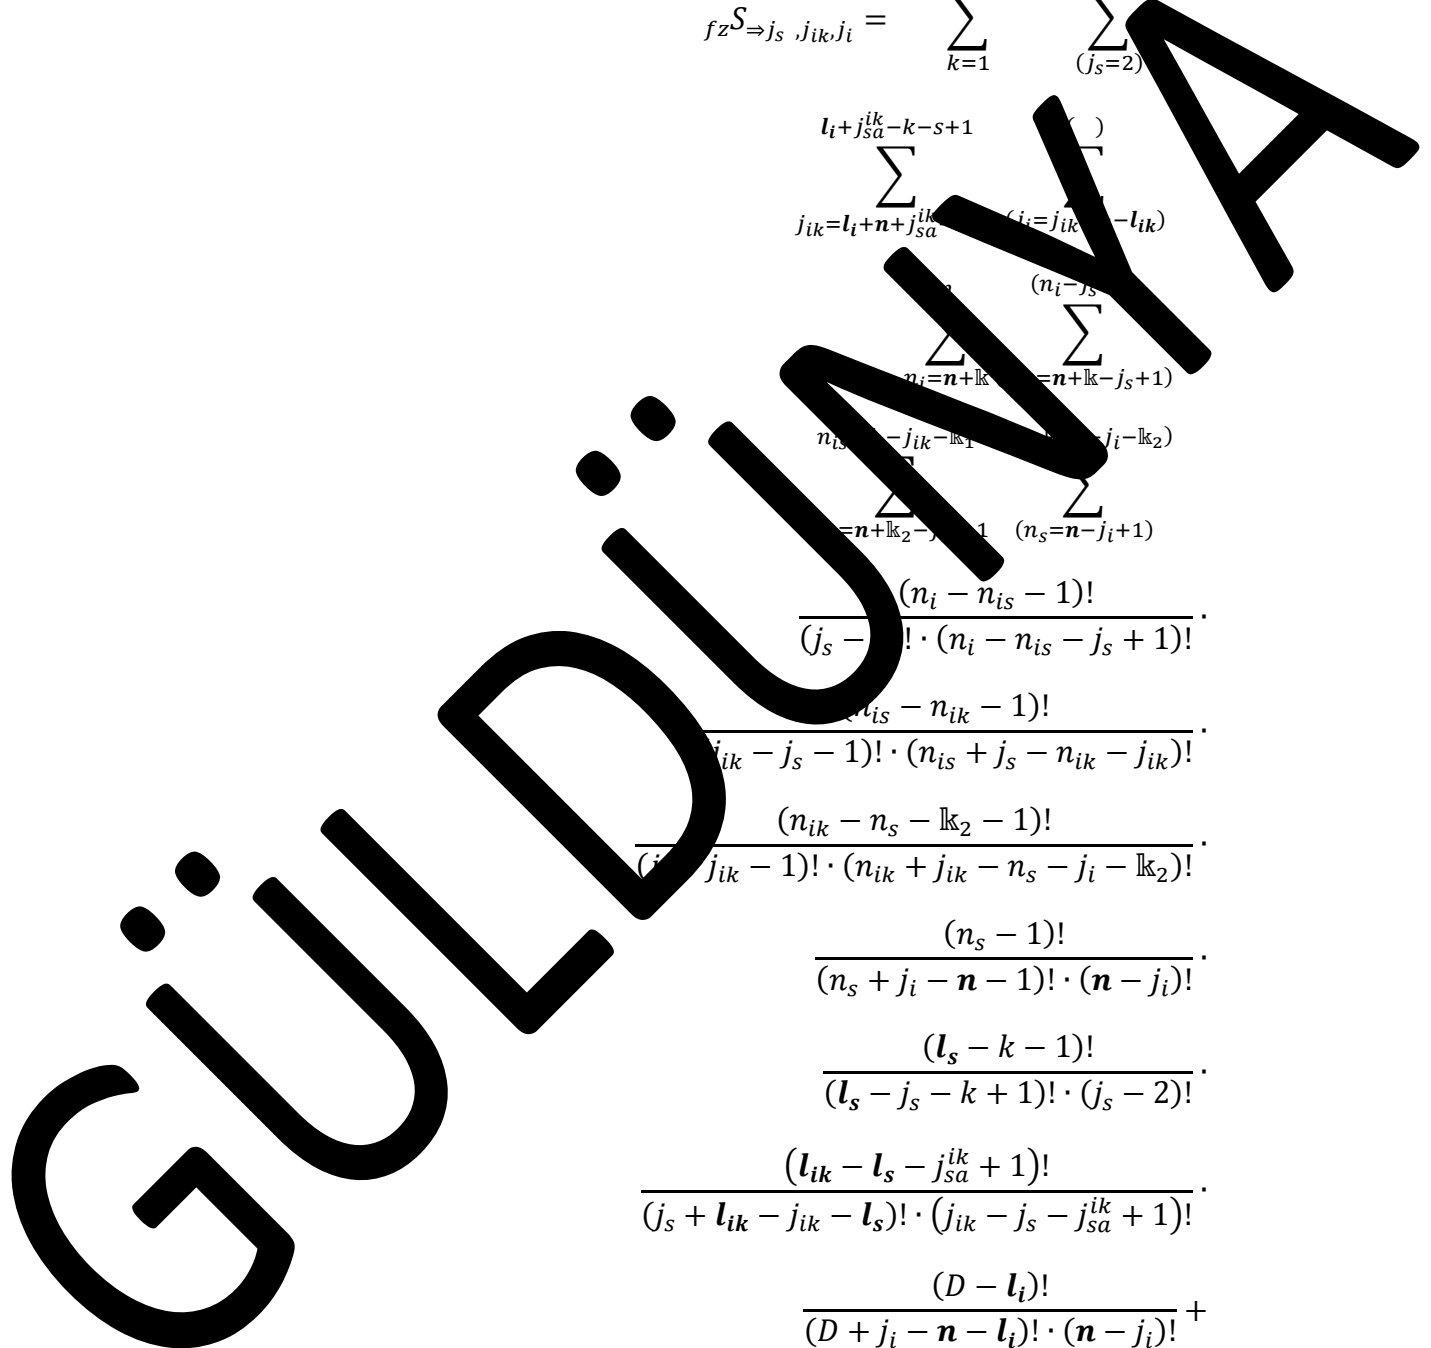 fzS⇒js ,jik,ji = ∑k=1 ∑(js=2)
∑ li+jsaik−k−s+1 jik=li+n+jsaik ∑ ( ) (ji=jik −lik)
∑ ni=n+𝕜 ∑ (ni−js =n+𝕜−js+1)
∑ nis −jik−𝕜1 =n+𝕜2−j 1 ∑ −ji−𝕜2) (ns=n−ji+1)
(ni − nis − 1)!
(js − ! · (ni − nis − js + 1)! ·
(nis − nik − 1)!
jik − js − 1)! · (nis + js − nik − jik)! ·
(nik − ns − 𝕜2 − 1)!
(j jik − 1)! · (nik + jik − ns − ji − 𝕜2)! ·
(ns − 1)!
(ns + ji − n − 1)! · (n − ji)! ·
(ls − k − 1)!
(ls − js − k + 1)! · (js − 2)! ·
(lik − ls − jsaik + 1)!
(js + lik − jik − ls)! · (jik − js − jsaik + 1)! ·
(D − li)!
(D + ji − n − li)! · (n − ji)! +
GÜLDÜNYA